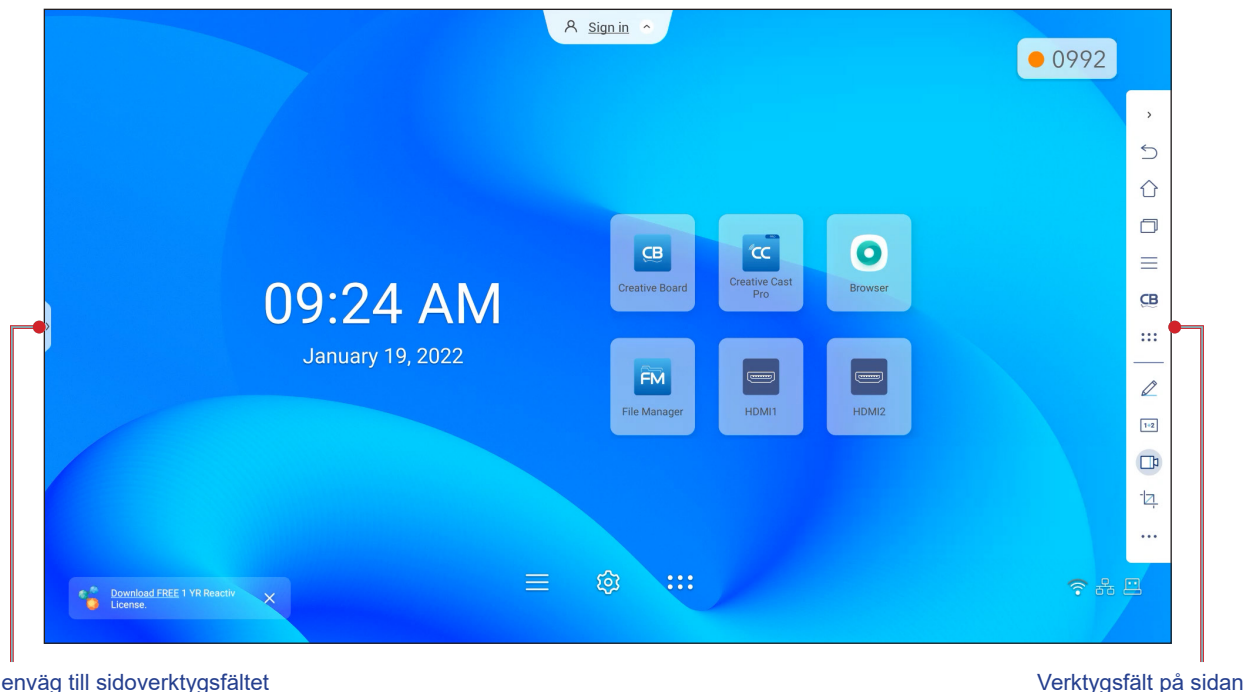 Sign in
0992
09:24 AM
January 19, 2022
CB
Creative Board
CC
Creative Cast
Pro
Browser
FM
File Manager
HDMI1
HDMI2
CB
1-2
Download FREE 1 YR Reactiv
License.
enväg till sidoverktygsfältet
Verktygsfält på sidan